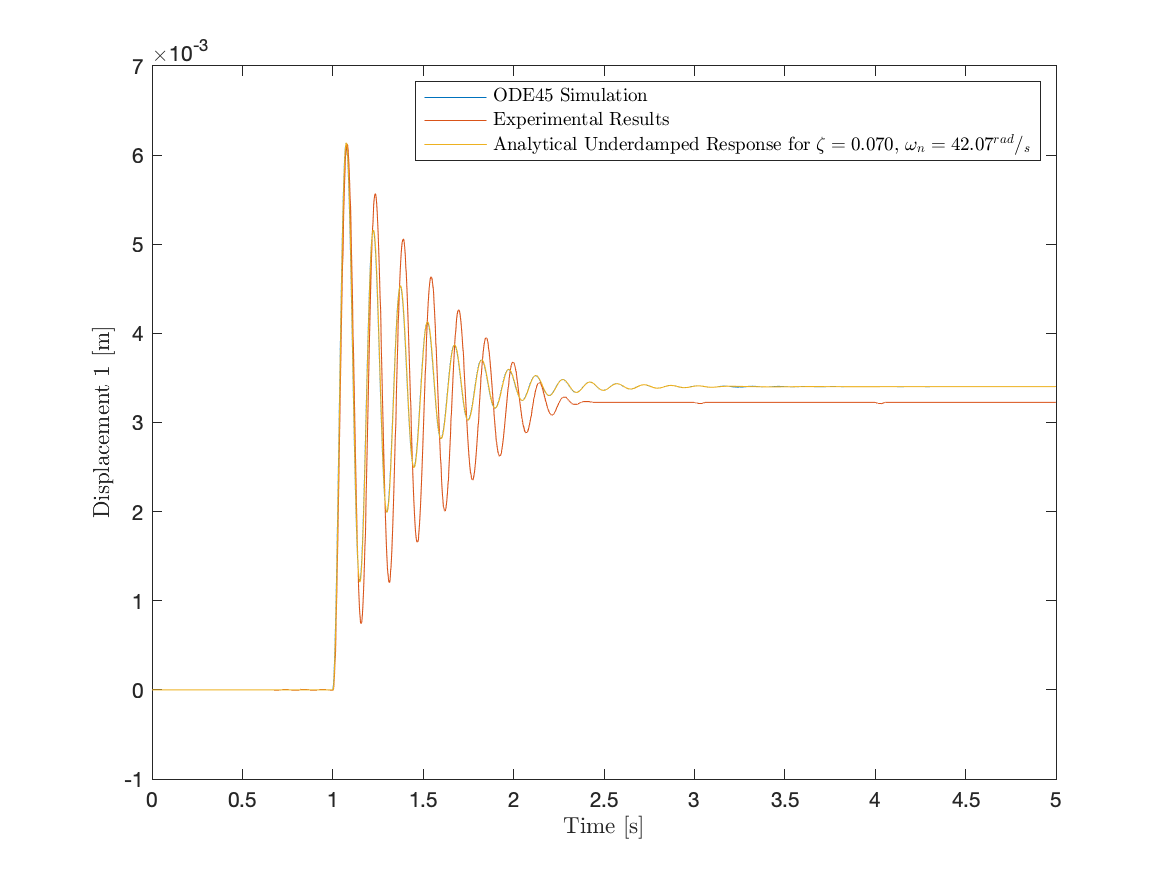 ×10-3
7
6
5
4
3
2
1
0
-1
Displacement 1 [m]
ODE45 Simulation
Experimental Results
Analytical Underdamped Response for ζ = 0.070, ωn = 42.07rad/s
0 0.5 1 1.5 2 2.5 3 3.5 4 4.5 5
Time [s]